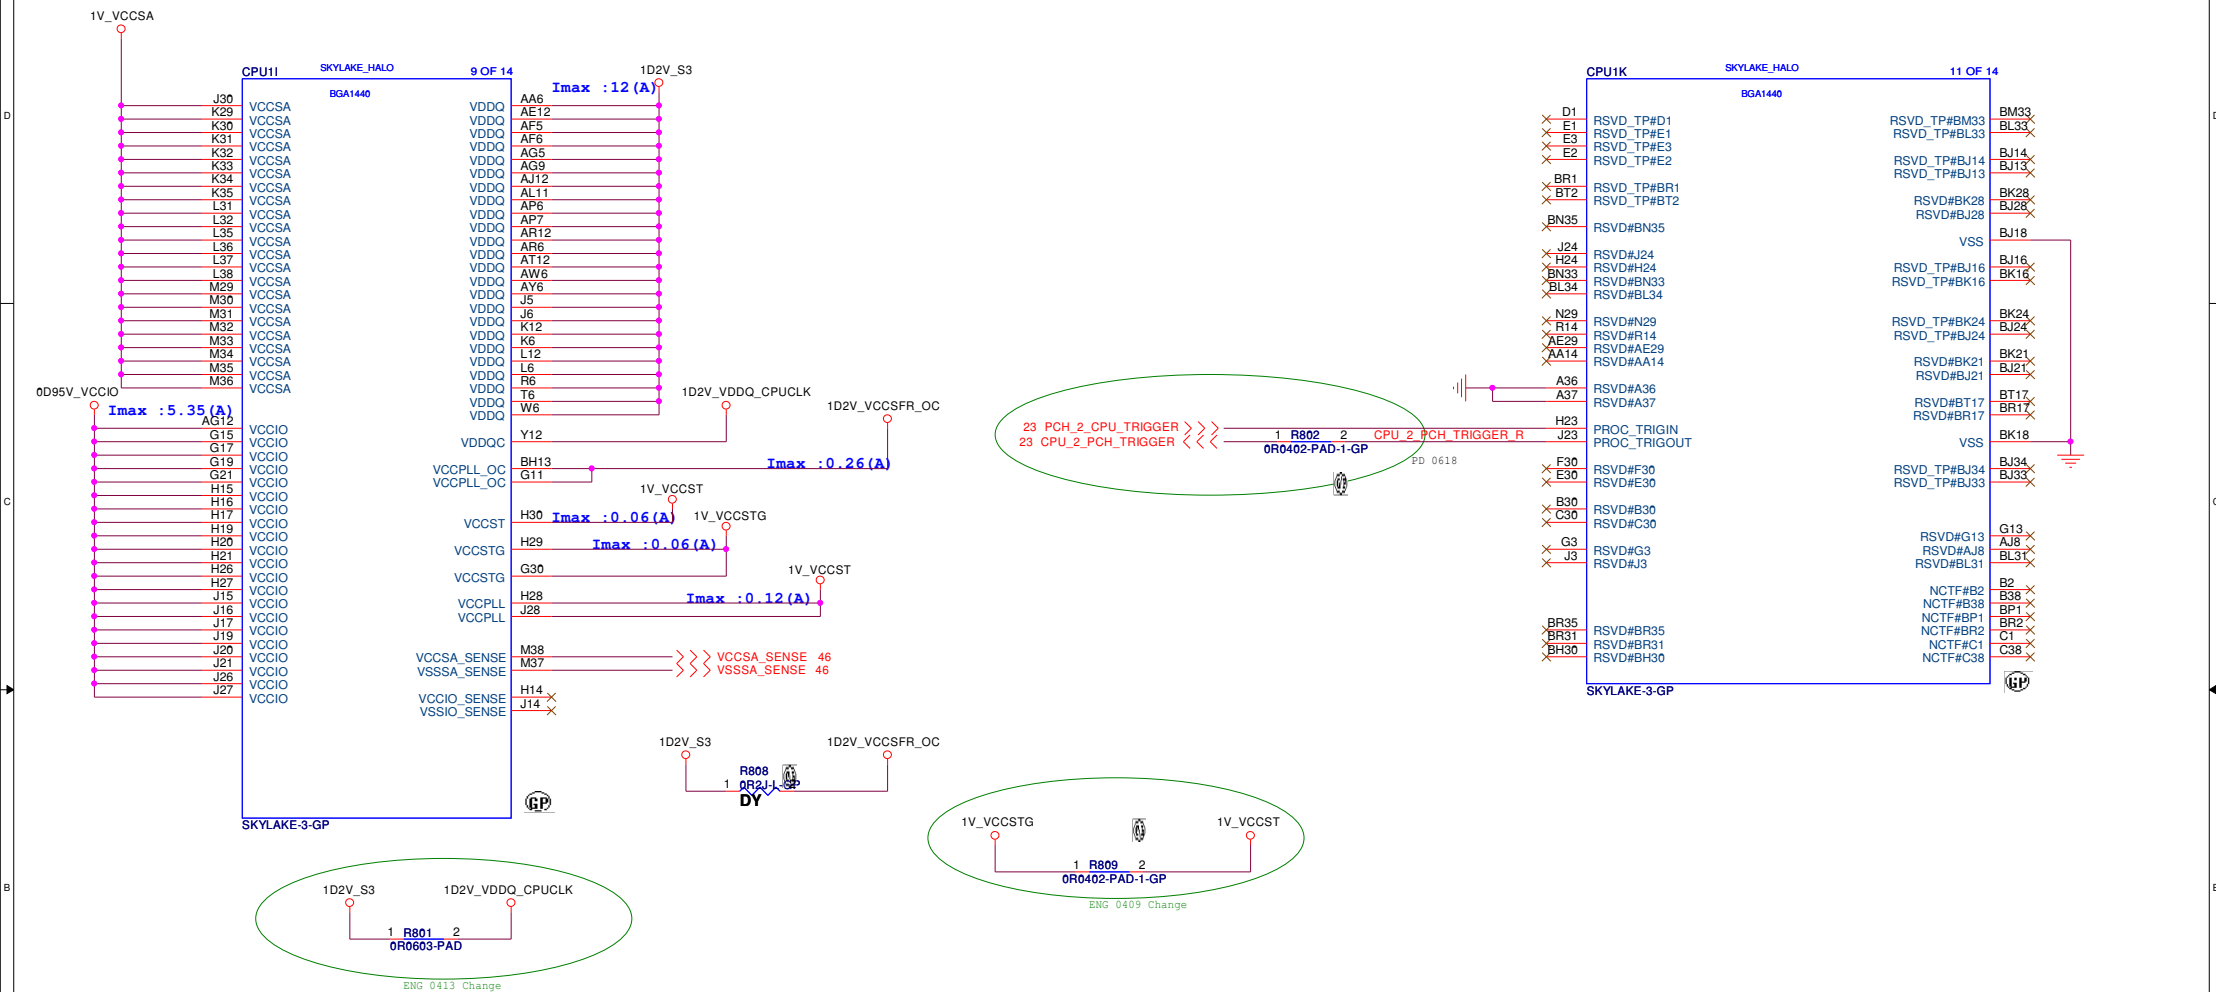 1V_VCCSA
CPU1I SKYLAKE_HALO 9 OF 14
BGA1440
1D2V_S3
Imax :12(A)
J30 VCCSA
K29 VCCSA
K30 VCCSA
K31 VCCSA
K32 VCCSA
K33 VCCSA
K34 VCCSA
K35 VCCSA
L31 VCCSA
L32 VCCSA
L35 VCCSA
L36 VCCSA
L37 VCCSA
L38 VCCSA
M29 VCCSA
M30 VCCSA
M31 VCCSA
M32 VCCSA
M33 VCCSA
M34 VCCSA
M35 VCCSA
M36 VCCSA
0D95V_VCCIO
Imax :5.35(A)
AG12 VCCIO
G15 VCCIO
G17 VCCIO
G19 VCCIO
G21 VCCIO
H15 VCCIO
H16 VCCIO
H17 VCCIO
H19 VCCIO
H20 VCCIO
H21 VCCIO
H26 VCCIO
H27 VCCIO
J15 VCCIO
J16 VCCIO
J17 VCCIO
J19 VCCIO
J20 VCCIO
J21 VCCIO
J26 VCCIO
J27 VCCIO
VDDQ AA6
VDDQ AE12
VDDQ AF5
VDDQ AF6
VDDQ AG5
VDDQ AG9
VDDQ AJ12
VDDQ AL11
VDDQ AP6
VDDQ AP7
VDDQ AR12
VDDQ AR6
VDDQ AT12
VDDQ AW6
VDDQ AY6
VDDQ J5
VDDQ J6
VDDQ K12
VDDQ K6
VDDQ L12
VDDQ L6
VDDQ R6
VDDQ T6
VDDQ W6
1D2V_VDDQ_CPUCLK
VDDQC Y12
1D2V_VCCSFR_OC
VCCPLL_OC BH13 Imax :0.26(A)
VCCPLL_OC G11
1V_VCCST
VCCST H30 Imax :0.06(A)
1V_VCCSTG
VCCSTG H29 Imax :0.06(A)
VCCSTG G30
1V_VCCST
VCCPLL H28 Imax :0.12(A)
VCCPLL J28
VCCSA_SENSE M38 VCCSA_SENSE 46
VSSSA_SENSE M37 VSSSA_SENSE 46
VCCIO_SENSE H14
VSSIO_SENSE J14
GP
SKYLAKE-3-GP
1D2V_S3 1D2V_VCCSFR_OC
R808
1 0R2J-L-GP
DY
1V_VCCSTG 1V_VCCST
1 R809 2
0R0402-PAD-1-GP
ENG 0409 Change
1D2V_S3 1D2V_VDDQ_CPUCLK
1 R801 2
0R0603-PAD
ENG 0413 Change
23 PCH_2_CPU_TRIGGER
23 CPU_2_PCH_TRIGGER 1 R802 2 CPU_2_PCH_TRIGGER_R
0R0402-PAD-1-GP
PD 0618
CPU1K SKYLAKE_HALO 11 OF 14
BGA1440
D1 RSVD_TP#D1
E1 RSVD_TP#E1
E3 RSVD_TP#E3
E2 RSVD_TP#E2
BR1 RSVD_TP#BR1
BT2 RSVD_TP#BT2
BN35 RSVD#BN35
J24 RSVD#J24
H24 RSVD#H24
BN33 RSVD#BN33
BL34 RSVD#BL34
N29 RSVD#N29
R14 RSVD#R14
AE29 RSVD#AE29
AA14 RSVD#AA14
A36 RSVD#A36
A37 RSVD#A37
H23 PROC_TRIGIN
J23 PROC_TRIGOUT
F30 RSVD#F30
E30 RSVD#E30
B30 RSVD#B30
C30 RSVD#C30
G3 RSVD#G3
J3 RSVD#J3
BR35 RSVD#BR35
BR31 RSVD#BR31
BH30 RSVD#BH30
RSVD_TP#BM33 BM33
RSVD_TP#BL33 BL33
RSVD_TP#BJ14 BJ14
RSVD_TP#BJ13 BJ13
RSVD#BK28 BK28
RSVD#BJ28 BJ28
VSS BJ18
RSVD_TP#BJ16 BJ16
RSVD_TP#BK16 BK16
RSVD_TP#BK24 BK24
RSVD_TP#BJ24 BJ24
RSVD#BK21 BK21
RSVD#BJ21 BJ21
RSVD#BT17 BT17
RSVD#BR17 BR17
VSS BK18
RSVD_TP#BJ34 BJ34
RSVD_TP#BJ33 BJ33
RSVD#G13 G13
RSVD#AJ8 AJ8
RSVD#BL31 BL31
NCTF#B2 B2
NCTF#B38 B38
NCTF#BP1 BP1
NCTF#BR2 BR2
NCTF#C1 C1
NCTF#C38 C38
SKYLAKE-3-GP
GP
D
C
B